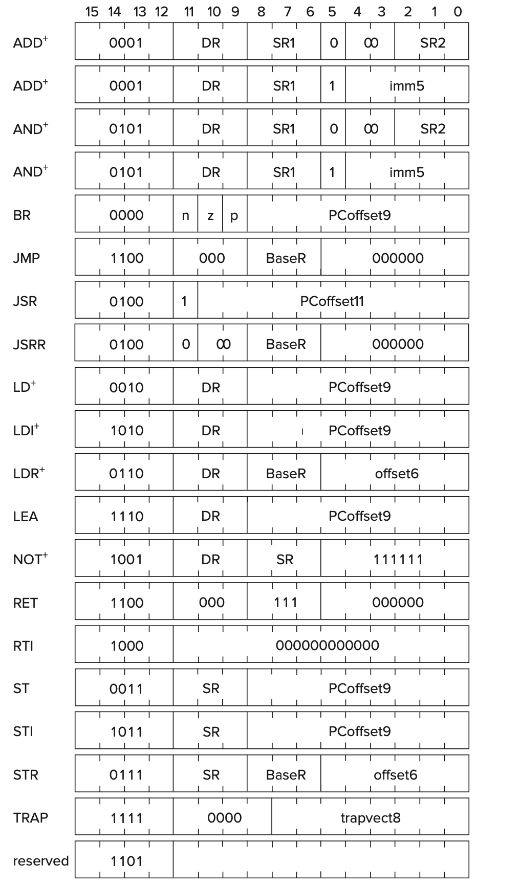 15 14 13 12 11 10 9 8 7 6 5 4 3 2 1 0
ADD+ 0001 DR SR1 0 00 SR2
ADD+ 0001 DR SR1 1 imm5
AND+ 0101 DR SR1 0 00 SR2
AND+ 0101 DR SR1 1 imm5
BR 0000 n z p PCoffset9
JMP 1100 000 BaseR 000000
JSR 0100 1 PCoffset11
JSRR 0100 0 00 BaseR 000000
LD+ 0010 DR PCoffset9
LDI+ 1010 DR PCoffset9
LDR+ 0110 DR BaseR offset6
LEA 1110 DR PCoffset9
NOT+ 1001 DR SR 111111
RET 1100 000 111 000000
RTI 1000 000000000000
ST 0011 SR PCoffset9
STI 1011 SR PCoffset9
STR 0111 SR BaseR offset6
TRAP 1111 0000 trapvect8
reserved 1101